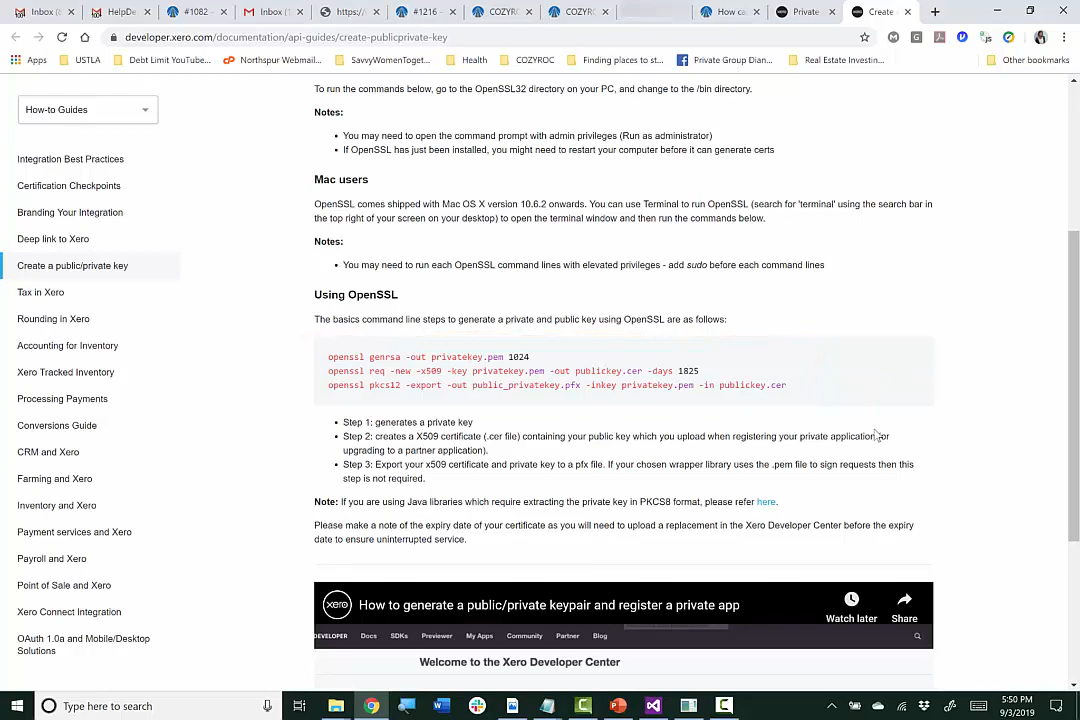 Inbox (8
HelpDe
#1082 -
Inbox (1
https:/
#1216 -
COZYRO
COZYR
How ca
Private
Create
developer.xero.com/documentation/api-guides/create-publicprivate-key
Apps
USTLA
Debt Limit YouTube...
Northspur Webmail...
SavvyWomenToget...
Health
COZYROC
Finding places to st...
Private Group Dian...
Real Estate Investin...
Other bookmarks
How-to Guides
Integration Best Practices
Certification Checkpoints
Branding Your Integration
Deep link to Xero
Create a public/private key
Tax in Xero
Rounding in Xero
Accounting for Inventory
Xero Tracked Inventory
Processing Payments
Conversions Guide
CRM and Xero
Farming and Xero
Inventory and Xero
Payment services and Xero
Payroll and Xero
Point of Sale and Xero
Xero Connect Integration
OAuth 1.0a and Mobile/Desktop
Solutions
To run the commands below, go to the OpenSSL32 directory on your PC, and change to the /bin directory.
Notes:
• You may need to open the command prompt with admin privileges (Run as administrator)
• If OpenSSL has just been installed, you might need to restart your computer before it can generate certs
Mac users
OpenSSL comes shipped with Mac OS X version 10.6.2 onwards. You can use Terminal to run OpenSSL (search for 'terminal' using the search bar in
the top right of your screen on your desktop) to open the terminal window and then run the commands below.
Notes:
• You may need to run each OpenSSL command lines with elevated privileges - add sudo before each command lines
Using OpenSSL
The basics command line steps to generate a private and public key using OpenSSL are as follows:
openssl genrsa -out privatekey.pem 1024
openssl req -new -x509 -key privatekey.pem -out publickey.cer -days 1825
openssl pkcs12 -export -out public_privatekey.pfx -inkey privatekey.pem -in publickey.cer
• Step 1: generates a private key
• Step 2: creates a X509 certificate (.cer file) containing your public key which you upload when registering your private application (or
upgrading to a partner application).
• Step 3: Export your x509 certificate and private key to a pfx file. If your chosen wrapper library uses the .pem file to sign requests then this
step is not required.
Note: If you are using Java libraries which require extracting the private key in PKCS8 format, please refer here.
Please make a note of the expiry date of your certificate as you will need to upload a replacement in the Xero Developer Center before the expiry
date to ensure uninterrupted service.
xero
How to generate a public/private keypair and register a private app
Watch later
Share
DEVELOPER
Docs
SDKs
Previewer
My Apps
Community
Partner
Blog
Welcome to the Xero Developer Center
Type here to search
5:50 PM
9/3/2019